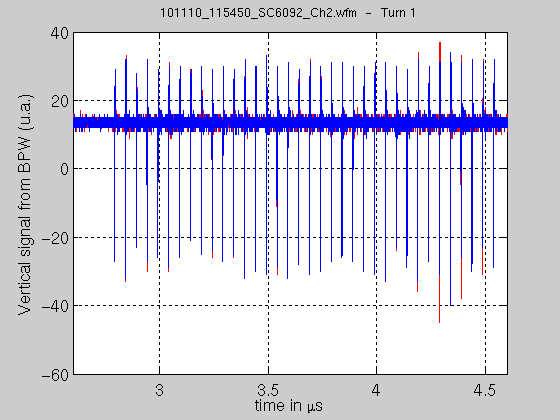 101110_115450_SC6092_Ch2.wfm - Turn 1
Vertical signal from BPW (u.a.)
40
20
0
−20
−40
−60
3 3.5 4 4.5
time in μs